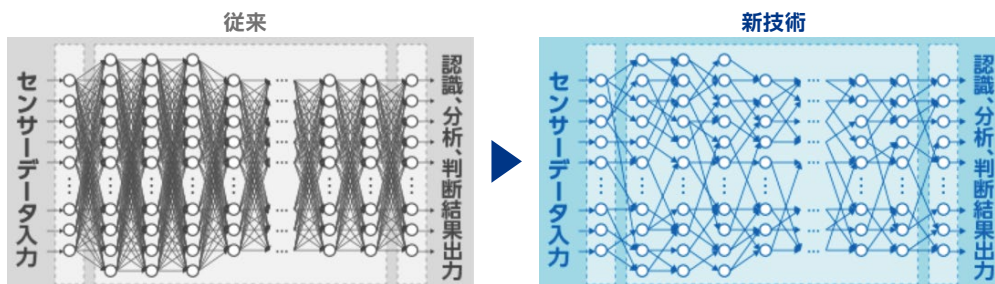 従来
センサーデータ入力
認識、分析、判断結果出力
新技術
センサーデータ入力
認識、分析、判断結果出力